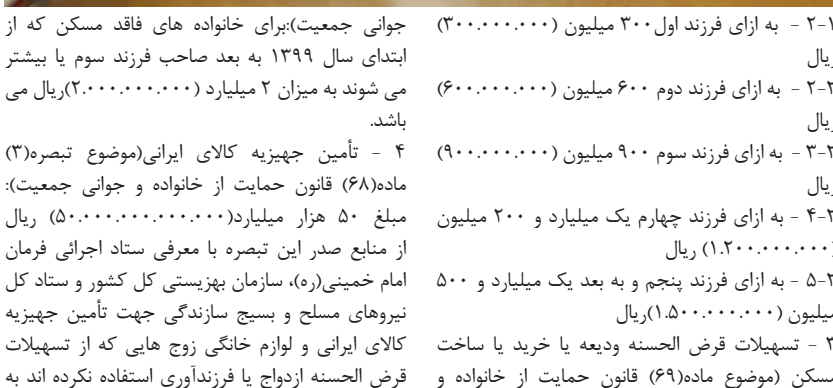 ۲-۱ - به ازای فرزند اول ۳۰۰ میلیون (۳۰۰.۰۰۰.۰۰۰)
ریال
۲-۲ - به ازای فرزند دوم ۶۰۰ میلیون (۶۰۰.۰۰۰.۰۰۰)
ریال
۲-۳ - به ازای فرزند سوم ۹۰۰ میلیون (۹۰۰.۰۰۰.۰۰۰)
ریال
۲-۴ - به ازای فرزند چهارم یک میلیارد و ۲۰۰ میلیون
(۱.۲۰۰.۰۰۰.۰۰۰) ریال
۲-۵ - به ازای فرزند پنجم و به بعد یک میلیارد و ۵۰۰
میلیون (۱.۵۰۰.۰۰۰.۰۰۰)ریال
۳ - تسهیلات قرض الحسنه ودیعه یا خرید یا ساخت
مسکن (موضوع ماده(۶۹) قانون حمایت از خانواده و
جوانی جمعیت):برای خانواده های فاقد مسکن که از
ابتدای سال ۱۳۹۹ به بعد صاحب فرزند سوم یا بیشتر
می شوند به میزان ۲ میلیارد (۲.۰۰۰.۰۰۰.۰۰۰)ریال می
باشد.
۴ - تأمین جهیزیه کالای ایرانی(موضوع تبصره(۳)
ماده(۶۸) قانون حمایت از خانواده و جوانی جمعیت):
مبلغ ۵۰ هزار میلیارد(۵۰.۰۰۰.۰۰۰.۰۰۰.۰۰۰) ریال
از منابع صدر این تبصره با معرفی ستاد اجرائی فرمان
امام خمینی(ره)، سازمان بهزیستی کل کشور و ستاد کل
نیروهای مسلح و بسیج سازندگی جهت تأمین جهیزیه
کالای ایرانی و لوازم خانگی زوج هایی که از تسهیلات
قرض الحسنه ازدواج یا فرزندآوری استفاده نکرده اند به